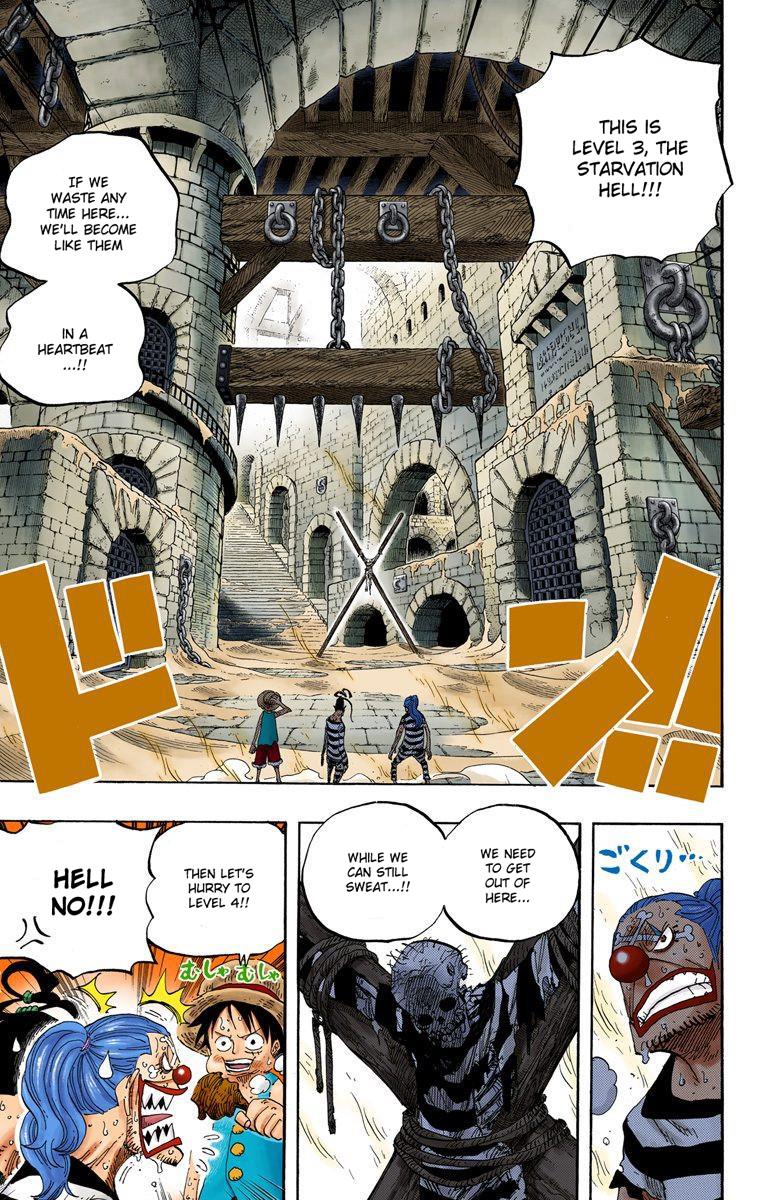 THIS IS
LEVEL 3, THE
STARVATION
HELL!!!
IF WE
WASTE ANY
TIME HERE...
WE'LL BECOME
LIKE THEM
IN A
HEARTBEAT
...!!
ドン!!
ごくり…
WE NEED
TO GET
OUT OF
HERE...
WHILE WE
CAN STILL
SWEAT...!!
THEN LET'S
HURRY TO
LEVEL 4!!
むしゃ むしゃ
HELL
NO!!!